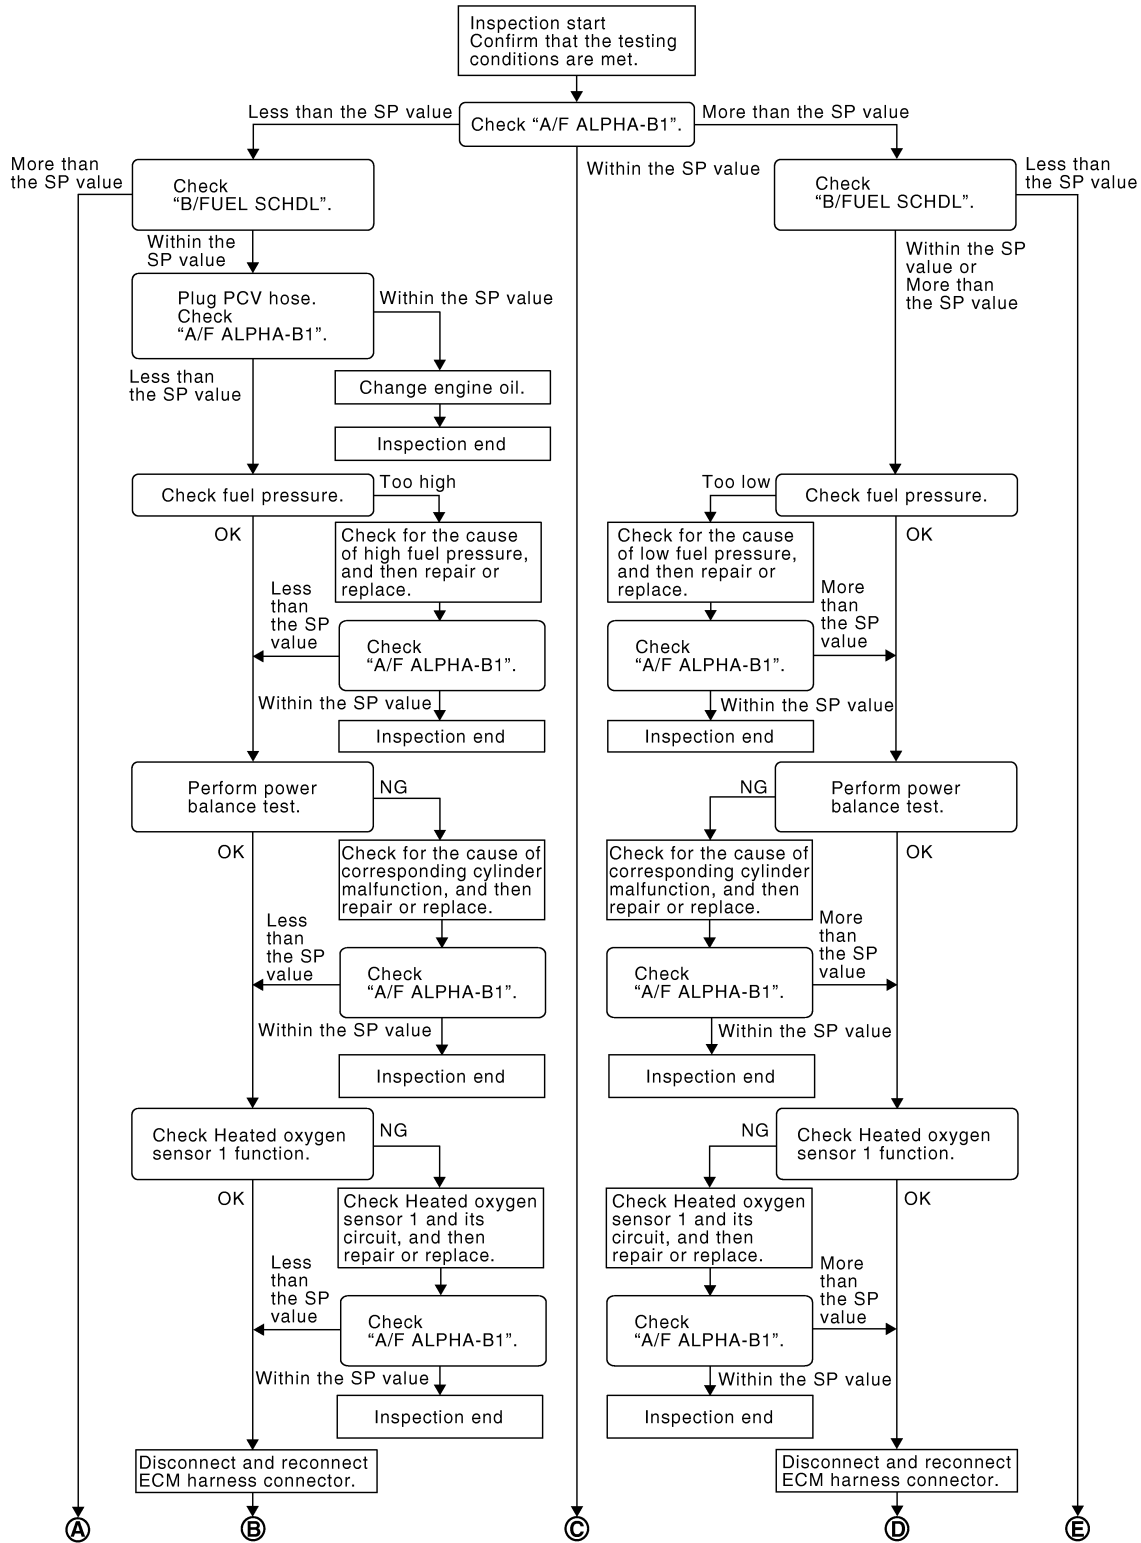 Inspection start
Confirm that the testing
conditions are met.
Less than the SP value
Check “A/F ALPHA-B1”.
More than the SP value
More than
the SP value
Check
“B/FUEL SCHDL”.
Within the SP value
Check
“B/FUEL SCHDL”.
Less than
the SP value
Within the
SP value
Within the SP
value or
More than
the SP value
Plug PCV hose.
Check
“A/F ALPHA-B1”.
Within the SP value
Less than
the SP value
Change engine oil.
Inspection end
Check fuel pressure.
Too high
Too low
Check fuel pressure.
OK
Check for the cause
of high fuel pressure,
and then repair or
replace.
Check for the cause
of low fuel pressure,
and then repair or
replace.
OK
Less
than
the SP
value
Check
“A/F ALPHA-B1”.
Check
“A/F ALPHA-B1”.
More
than
the SP
value
Within the SP value
Inspection end
Within the SP value
Inspection end
Perform power
balance test.
NG
NG
Perform power
balance test.
OK
Check for the cause of
corresponding cylinder
malfunction, and then
repair or replace.
Check for the cause of
corresponding cylinder
malfunction, and then
repair or replace.
OK
Less
than
the SP
value
Check
“A/F ALPHA-B1”.
Check
“A/F ALPHA-B1”.
More
than
the SP
value
Within the SP value
Inspection end
Within the SP value
Inspection end
Check Heated oxygen
sensor 1 function.
NG
NG
Check Heated oxygen
sensor 1 function.
OK
Check Heated oxygen
sensor 1 and its
circuit, and then
repair or replace.
Check Heated oxygen
sensor 1 and its
circuit, and then
repair or replace.
OK
Less
than
the SP
value
Check
“A/F ALPHA-B1”.
Check
“A/F ALPHA-B1”.
More
than
the SP
value
Within the SP value
Inspection end
Within the SP value
Inspection end
Disconnect and reconnect
ECM harness connector.
Disconnect and reconnect
ECM harness connector.
A
B
C
D
E